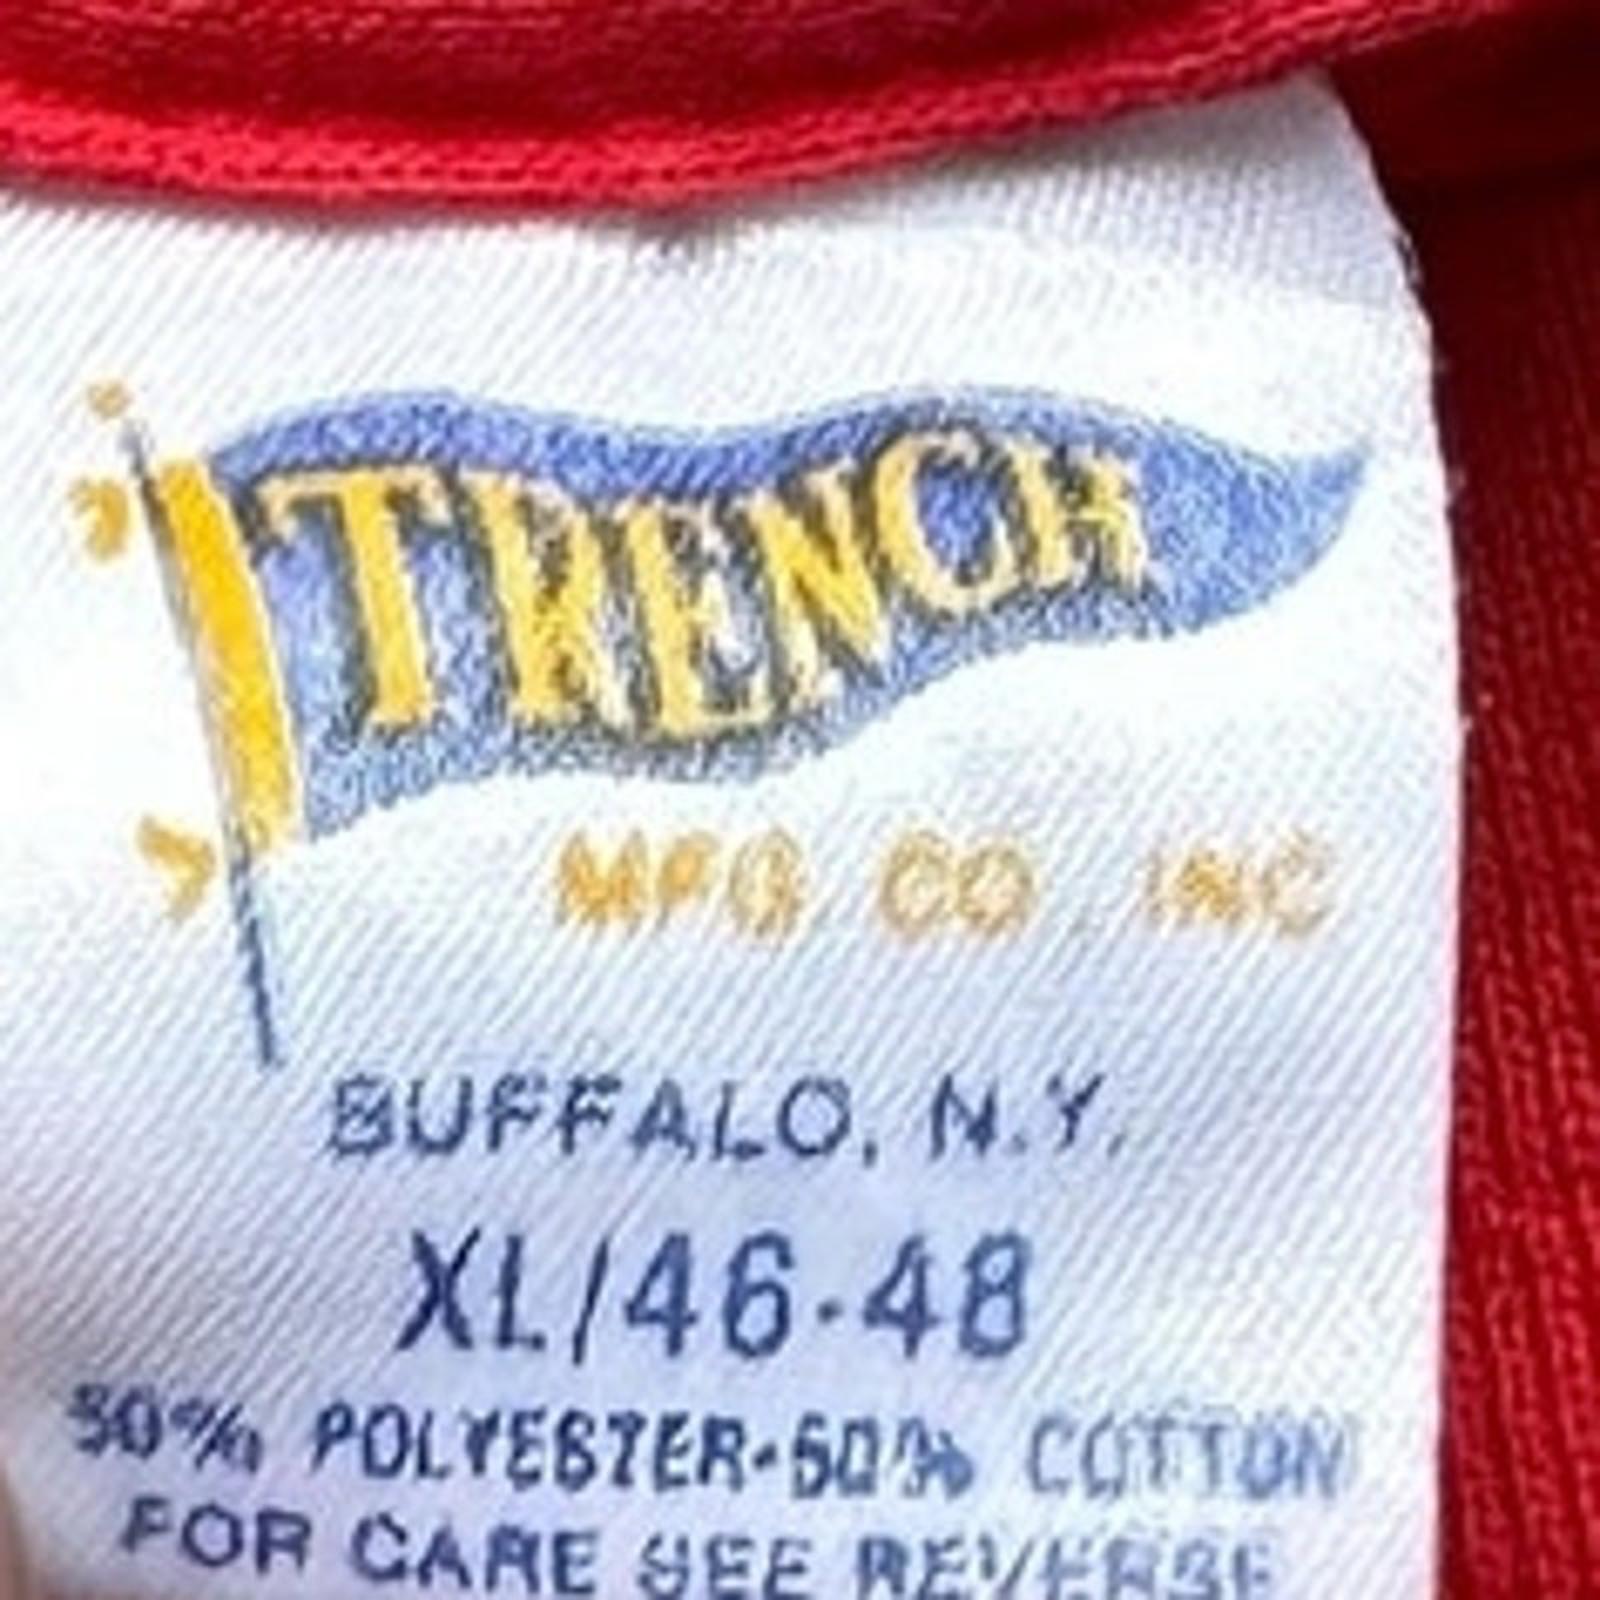 TRENCH
MFG CO INC
BUFFALO, N.Y.
XL/46-48
50% POLYESTER-50% COTTON
FOR CARE SEE REVERSE